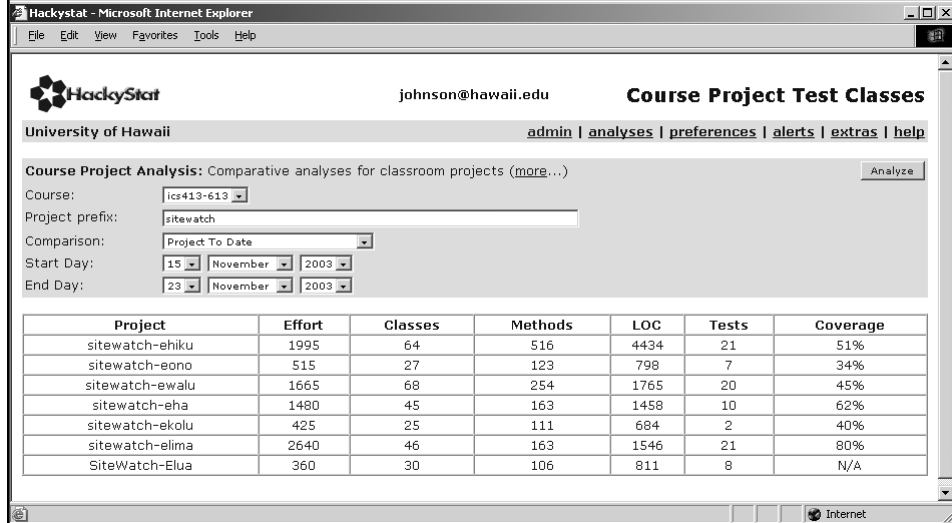 Hackystat - Microsoft Internet Explorer
File Edit View Favorites Tools Help
HackyStat johnson@hawaii.edu Course Project Test Classes
University of Hawaii admin | analyses | preferences | alerts | extras | help
Course Project Analysis: Comparative analyses for classroom projects (more...) Analyze
Course: ics413-613
Project prefix: sitewatch
Comparison: Project To Date
Start Day: 15 November 2003
End Day: 23 November 2003
Project Effort Classes Methods LOC Tests Coverage
sitewatch-ehiku 1995 64 516 4434 21 51%
sitewatch-eono 515 27 123 798 7 34%
sitewatch-ewalu 1665 68 254 1765 20 45%
sitewatch-eha 1480 45 163 1458 10 62%
sitewatch-ekolu 425 25 111 684 2 40%
sitewatch-elima 2640 46 163 1546 21 80%
SiteWatch-Elua 360 30 106 811 8 N/A
Internet